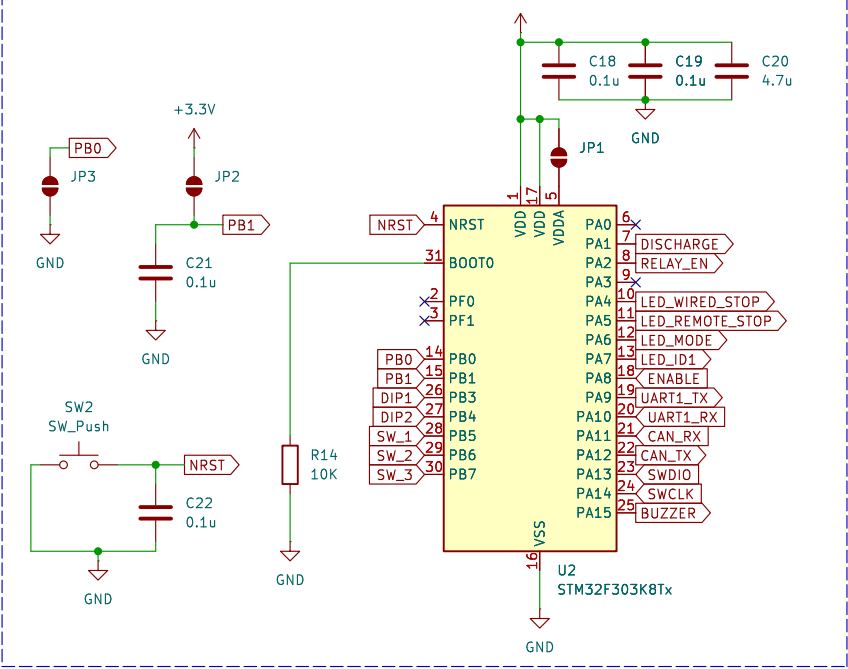 C18
0.1u
C19
0.1u
C20
4.7u
GND
+3.3V
PB0
JP3
GND
JP2
PB1
C21
0.1u
GND
JP1
1
17
5
VDD
VDD
VDDA
NRST
4
NRST
31
BOOT0
2
PF0
3
PF1
PB0
14
PB0
PB1
15
PB1
DIP1
26
PB3
DIP2
27
PB4
SW_1
28
PB5
SW_2
29
PB6
SW_3
30
PB7
PA0
6
PA1
7
DISCHARGE
PA2
8
RELAY_EN
PA3
9
PA4
10
LED_WIRED_STOP
PA5
11
LED_REMOTE_STOP
PA6
12
LED_MODE
PA7
13
LED_ID1
PA8
18
ENABLE
PA9
19
UART1_TX
PA10
20
UART1_RX
PA11
21
CAN_RX
PA12
22
CAN_TX
PA13
23
SWDIO
PA14
24
SWCLK
PA15
25
BUZZER
VSS
16
U2
STM32F303K8Tx
GND
SW2
SW_Push
NRST
C22
0.1u
GND
R14
10K
GND